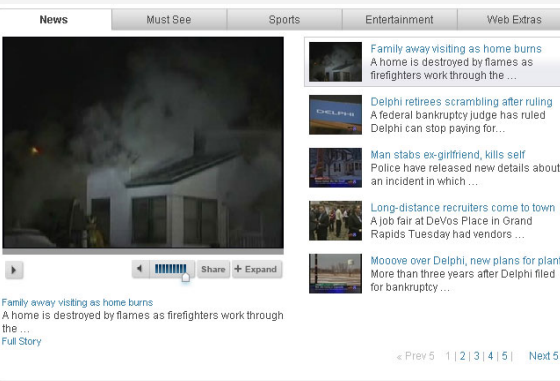 News
Must See
Sports
Entertainment
Web Extras
Share
+ Expand
Family away visiting as home burns
A home is destroyed by flames as firefighters work through
the ...
Full Story
Family away visiting as home burns
A home is destroyed by flames as
firefighters work through the ...
DELPHI
Delphi retirees scrambling after ruling
A federal bankruptcy judge has ruled
Delphi can stop paying for...
Man stabs ex-girlfriend, kills self
Police have released new details about
an incident in which ...
Long-distance recruiters come to town
A job fair at DeVos Place in Grand
Rapids Tuesday had vendors ...
Mooove over Delphi, new plans for plant
More than three years after Delphi filed
for bankruptcy ...
« Prev 5 1 | 2 | 3 | 4 | 5 | Next 5